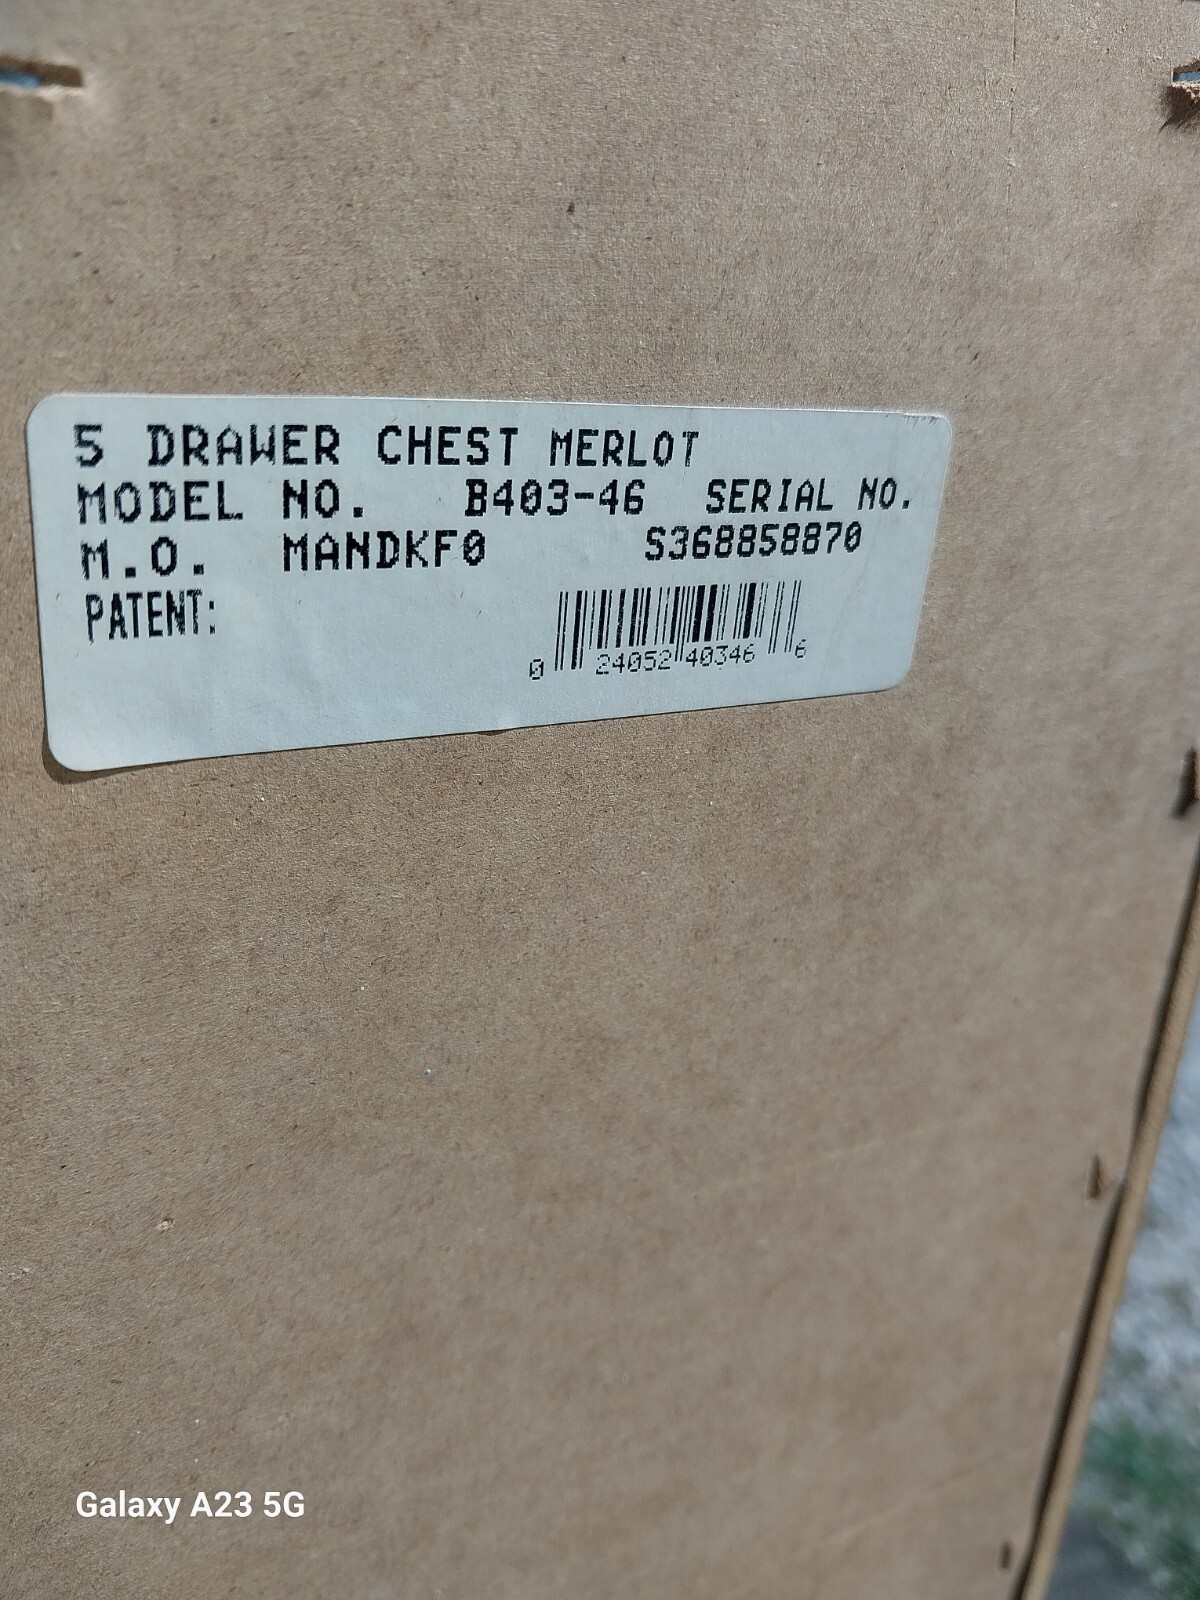 5 DRAWER CHEST MERLOT
MODEL NO. B403-46 SERIAL NO.
M.O. MANDKF0 S368858870
PATENT:
0 24052 40346 6
Galaxy A23 5G